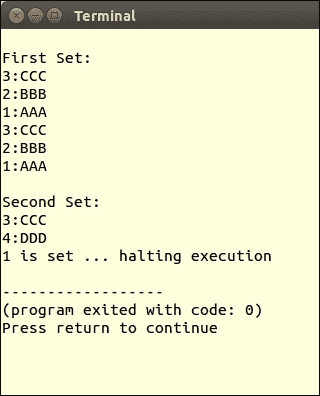 Terminal
First Set:
3:CCC
2:BBB
1:AAA
3:CCC
2:BBB
1:AAA
Second Set:
3:CCC
4:DDD
1 is set ... halting execution
------------------
(program exited with code: 0)
Press return to continue